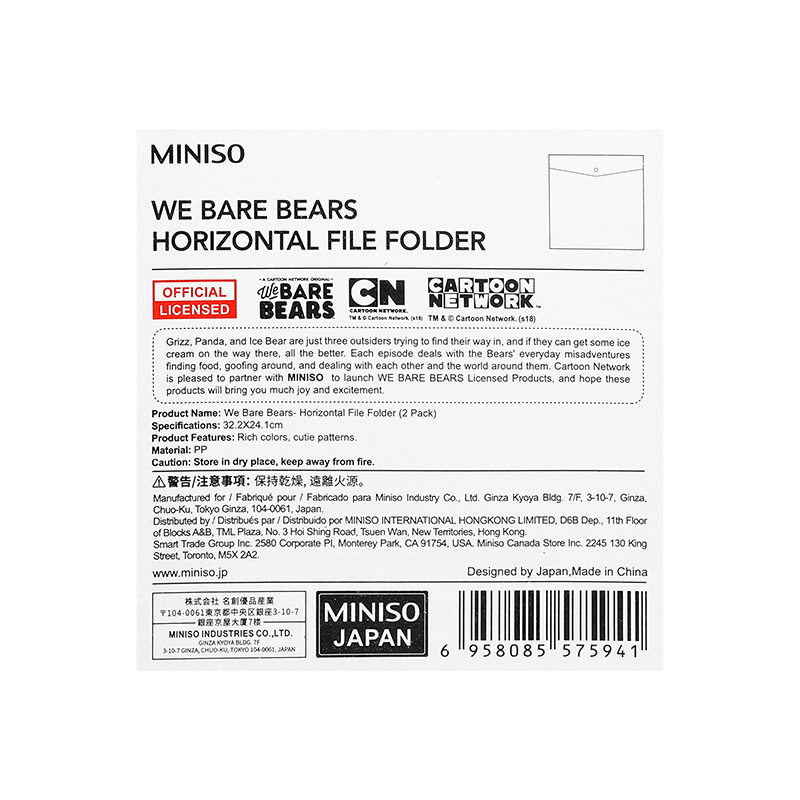 MINISO
WE BARE BEARS
HORIZONTAL FILE FOLDER
OFFICIAL
LICENSED
—A CARTOON NETWORK ORIGINAL—
We BARE
BEARS
CN
CARTOON NETWORK.
TM & © Cartoon Network. (s18)
CARTOON
NETWORK™
TM & © Cartoon Network. (s18)
Grizz, Panda, and Ice Bear are just three outsiders trying to find their way in, and if they can get some ice
cream on the way there, all the better. Each episode deals with the Bears' everyday misadventures
finding food, goofing around, and dealing with each other and the world around them. Cartoon Network
is pleased to partner with MINISO to launch WE BARE BEARS Licensed Products, and hope these
products will bring you much joy and excitement.
Product Name: We Bare Bears- Horizontal File Folder (2 Pack)
Specifications: 32.2X24.1cm
Product Features: Rich colors, cutie patterns.
Material: PP
Caution: Store in dry place, keep away from fire.
⚠警告/注意事項: 保持乾燥, 遠離火源。
Manufactured for / Fabriqué pour / Fabricado para Miniso Industry Co., Ltd. Ginza Kyoya Bldg. 7/F, 3-10-7, Ginza,
Chuo-Ku, Tokyo Ginza, 104-0061, Japan.
Distributed by / Distribués par / Distribuido por MINISO INTERNATIONAL HONGKONG LIMITED, D6B Dep., 11th Floor
of Blocks A&B, TML Plaza, No. 3 Hoi Shing Road, Tsuen Wan, New Territories, Hong Kong.
Smart Trade Group Inc. 2580 Corporate Pl, Monterey Park, CA 91754, USA. Miniso Canada Store Inc. 2245 130 King
Street, Toronto, M5X 2A2.
www.miniso.jp
Designed by Japan,Made in China
株式会社 名創優品産業
〒104-0061東京都中央区銀座3-10-7
銀座京屋大厦7楼
MINISO INDUSTRIES CO.,LTD.
GINZA KYOYA BLDG. 7F
3-10-7 GINZA, CHUO-KU, TOKYO 104-0061, JAPAN
MINISO
JAPAN
6 958085 575941